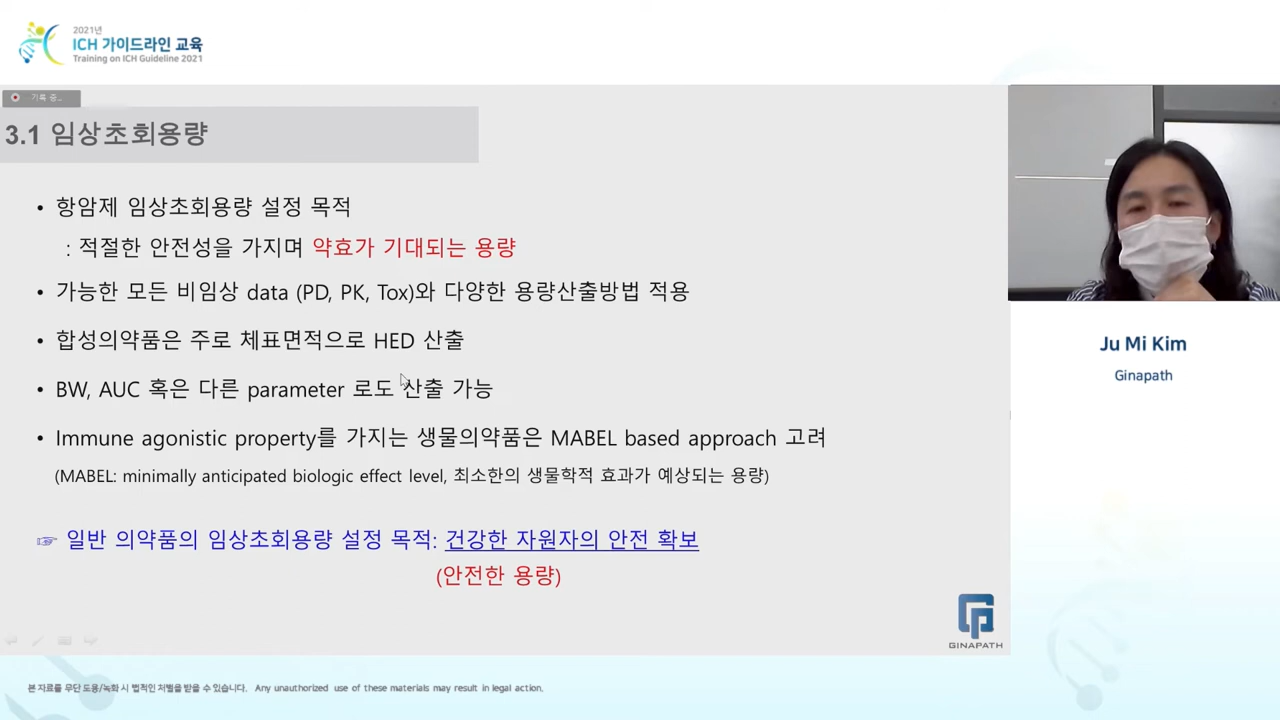 2021년
ICH 가이드라인 교육
Training on ICH Guideline 2021
기록 중...
3.1 임상초회용량
• 항암제 임상초회용량 설정 목적
: 적절한 안전성을 가지며 약효가 기대되는 용량
• 가능한 모든 비임상 data (PD, PK, Tox)와 다양한 용량산출방법 적용
• 합성의약품은 주로 체표면적으로 HED 산출
• BW, AUC 혹은 다른 parameter 로도 산출 가능
• Immune agonistic property를 가지는 생물의약품은 MABEL based approach 고려
(MABEL: minimally anticipated biologic effect level, 최소한의 생물학적 효과가 예상되는 용량)
☞ 일반 의약품의 임상초회용량 설정 목적: 건강한 자원자의 안전 확보
(안전한 용량)
GINAPATH
Ju Mi Kim
Ginapath
본 자료를 무단 도용/녹화 시 법적인 처벌을 받을 수 있습니다. Any unauthorized use of these materials may result in legal action.